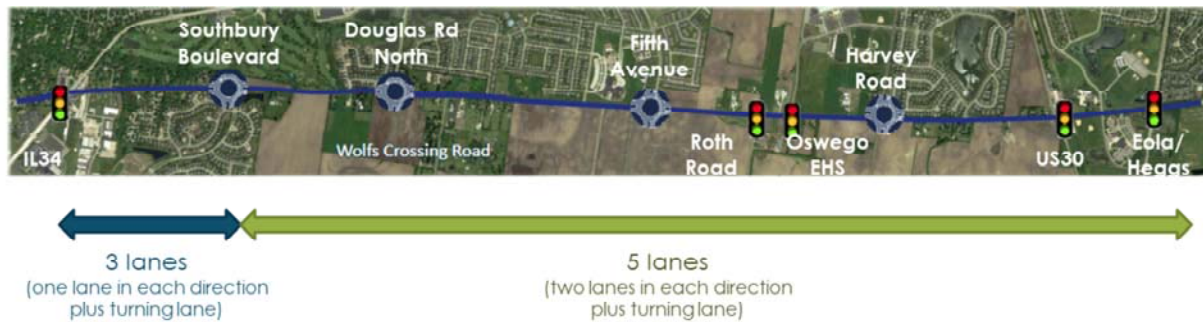 Southbury
Boulevard
Douglas Rd
North
Fifth
Avenue
Harvey
Road
IL34
Wolfs Crossing Road
Roth
Road
Oswego
EHS
US30
Eola/
Heggs
3 lanes
(one lane in each direction
plus turning lane)
5 lanes
(two lanes in each direction
plus turning lane)